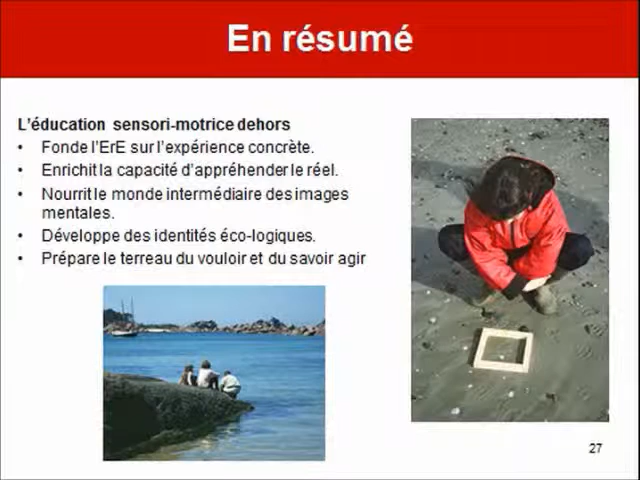 En résumé
L'éducation sensori-motrice dehors
• Fonde l'ErE sur l'expérience concrète.
• Enrichit la capacité d'appréhender le réel.
• Nourrit le monde intermédiaire des images
mentales.
• Développe des identités éco-logiques.
• Prépare le terreau du vouloir et du savoir agir
27